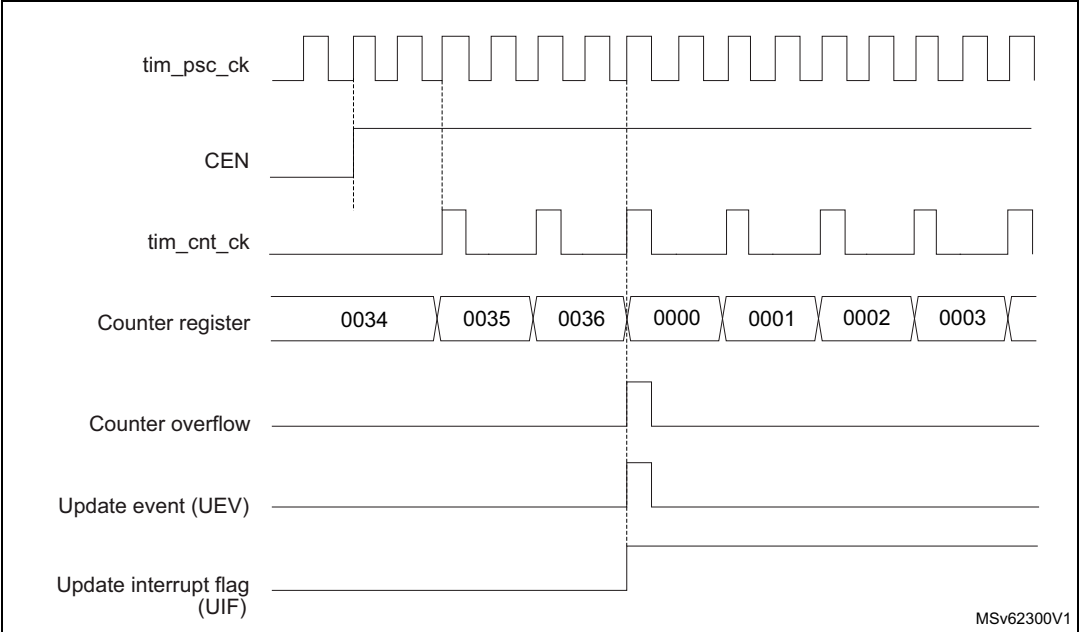 tim_psc_ck
CEN
tim_cnt_ck
Counter register 0034 0035 0036 0000 0001 0002 0003
Counter overflow
Update event (UEV)
Update interrupt flag
(UIF)
MSv62300V1